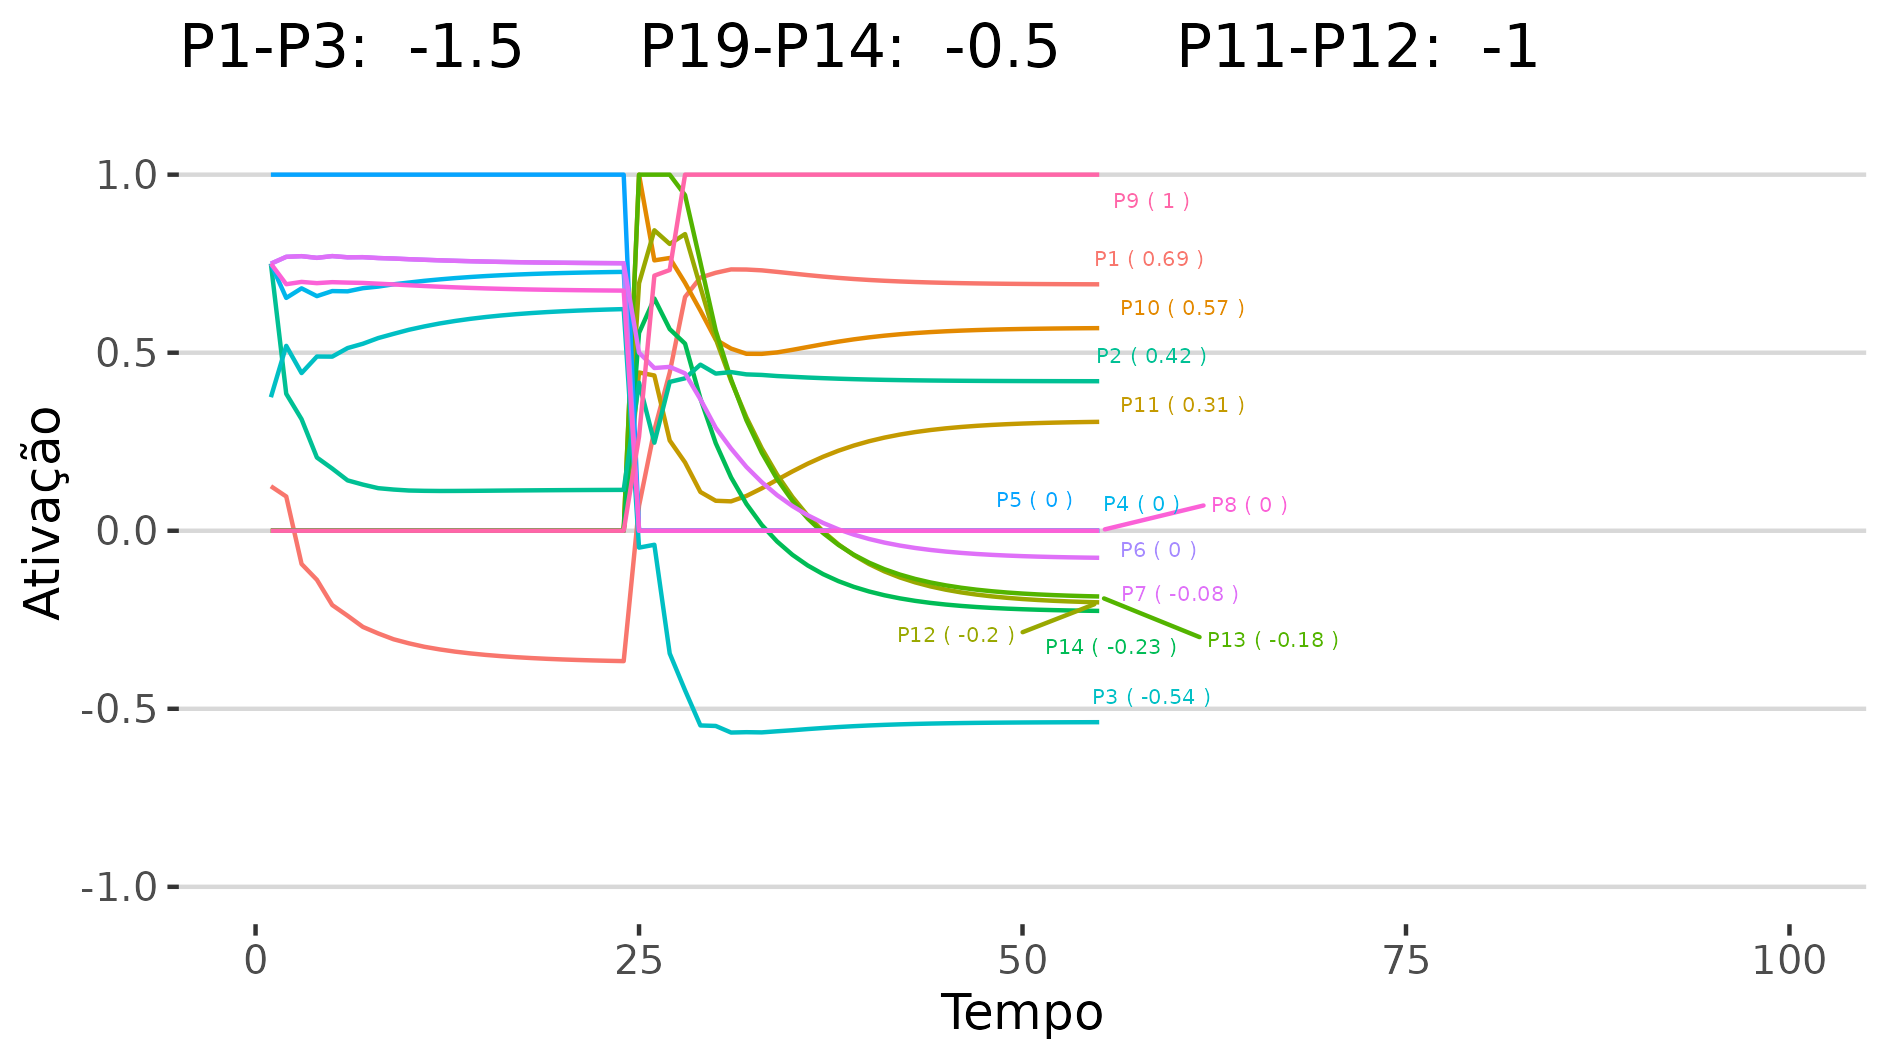 P1-P3:  -1.5 P19-P14:  -0.5 P11-P12:  -1
1.0
P9 ( 1 )
P1 ( 0.69 )
P10 ( 0.57 )
0.5
P2 ( 0.42 )
P11 ( 0.31 )
P5 ( 0 ) P4 ( 0 ) P8 ( 0 )
0.0
P6 ( 0 )
P7 ( -0.08 )
P12 ( -0.2 ) P14 ( -0.23 ) P13 ( -0.18 )
P3 ( -0.54 )
-0.5
-1.0
Ativação
0 25 50 75 100
Tempo